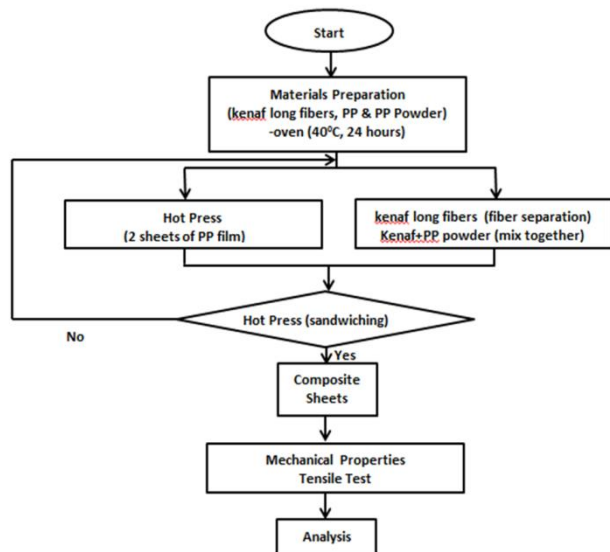 Start
Materials Preparation
(kenaf long fibers, PP & PP Powder)
-oven (40⁰C, 24 hours)
Hot Press
(2 sheets of PP film)
kenaf long fibers (fiber separation)
Kenaf+PP powder (mix together)
Hot Press (sandwiching)
No
Yes
Composite
Sheets
Mechanical Properties
Tensile Test
Analysis